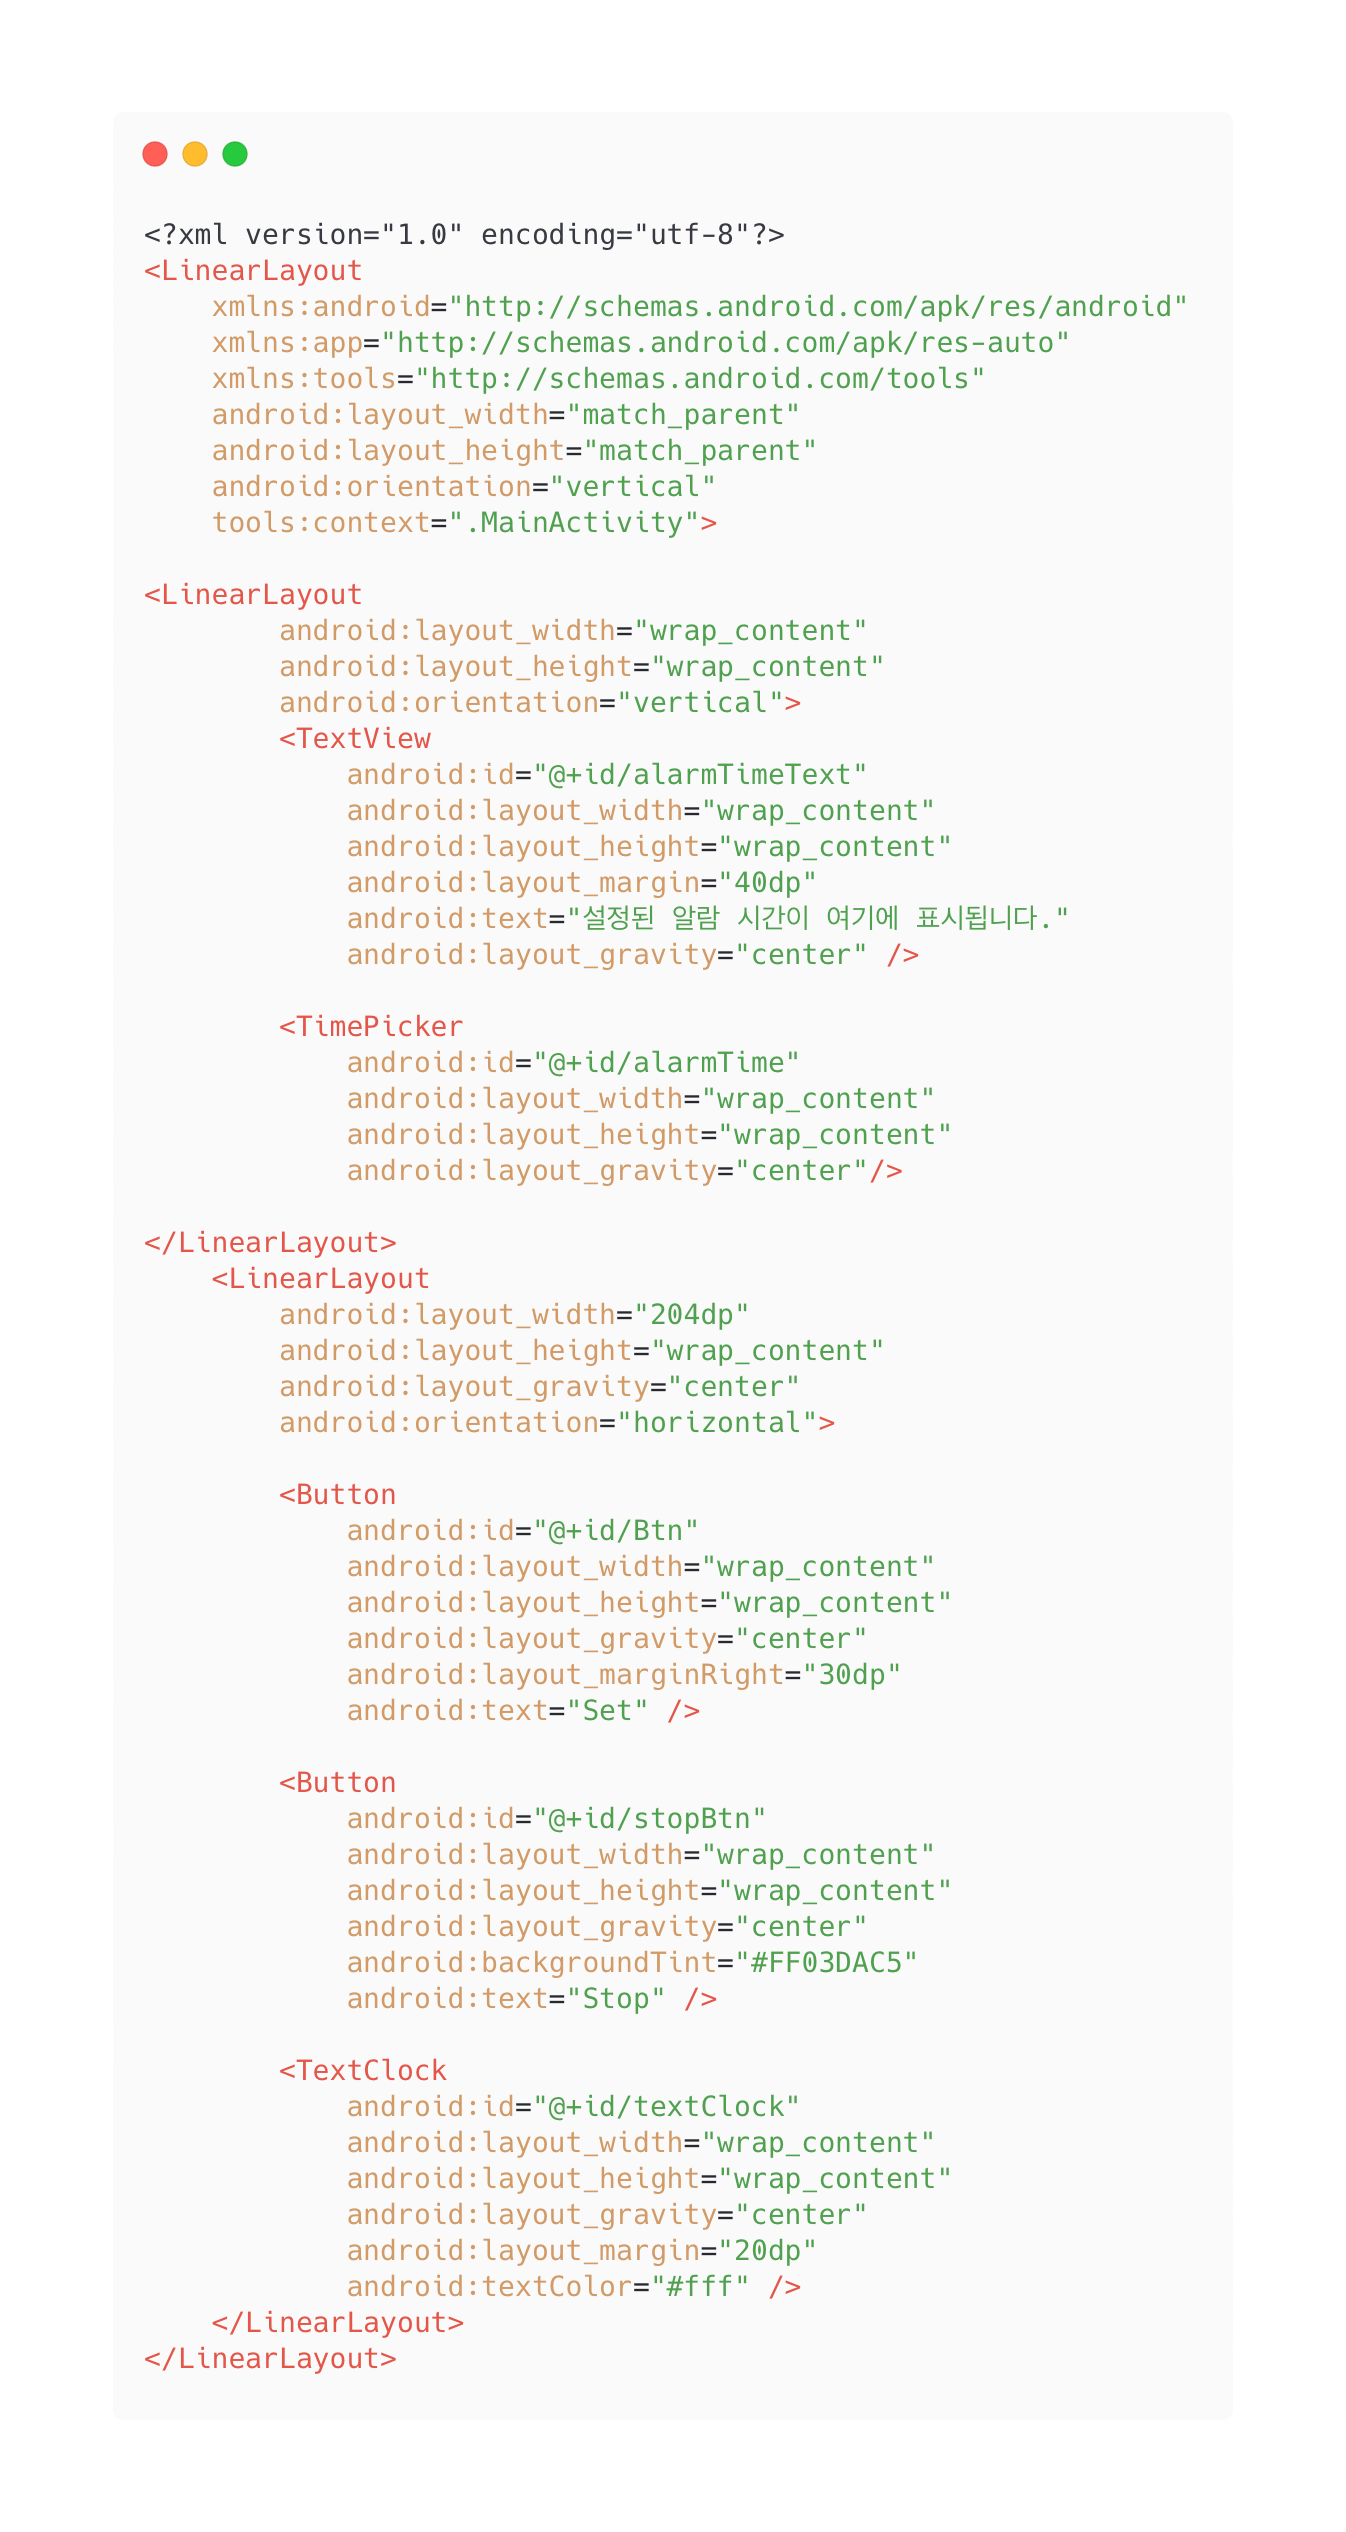 <?xml version="1.0" encoding="utf-8"?>
<LinearLayout
    xmlns:android="http://schemas.android.com/apk/res/android"
    xmlns:app="http://schemas.android.com/apk/res-auto"
    xmlns:tools="http://schemas.android.com/tools"
    android:layout_width="match_parent"
    android:layout_height="match_parent"
    android:orientation="vertical"
    tools:context=".MainActivity">

<LinearLayout
        android:layout_width="wrap_content"
        android:layout_height="wrap_content"
        android:orientation="vertical">
        <TextView
            android:id="@+id/alarmTimeText"
            android:layout_width="wrap_content"
            android:layout_height="wrap_content"
            android:layout_margin="40dp"
            android:text="설정된 알람 시간이 여기에 표시됩니다."
            android:layout_gravity="center" />

        <TimePicker
            android:id="@+id/alarmTime"
            android:layout_width="wrap_content"
            android:layout_height="wrap_content"
            android:layout_gravity="center"/>

</LinearLayout>
    <LinearLayout
        android:layout_width="204dp"
        android:layout_height="wrap_content"
        android:layout_gravity="center"
        android:orientation="horizontal">

        <Button
            android:id="@+id/Btn"
            android:layout_width="wrap_content"
            android:layout_height="wrap_content"
            android:layout_gravity="center"
            android:layout_marginRight="30dp"
            android:text="Set" />

        <Button
            android:id="@+id/stopBtn"
            android:layout_width="wrap_content"
            android:layout_height="wrap_content"
            android:layout_gravity="center"
            android:backgroundTint="#FF03DAC5"
            android:text="Stop" />

        <TextClock
            android:id="@+id/textClock"
            android:layout_width="wrap_content"
            android:layout_height="wrap_content"
            android:layout_gravity="center"
            android:layout_margin="20dp"
            android:textColor="#fff" />
    </LinearLayout>
</LinearLayout>